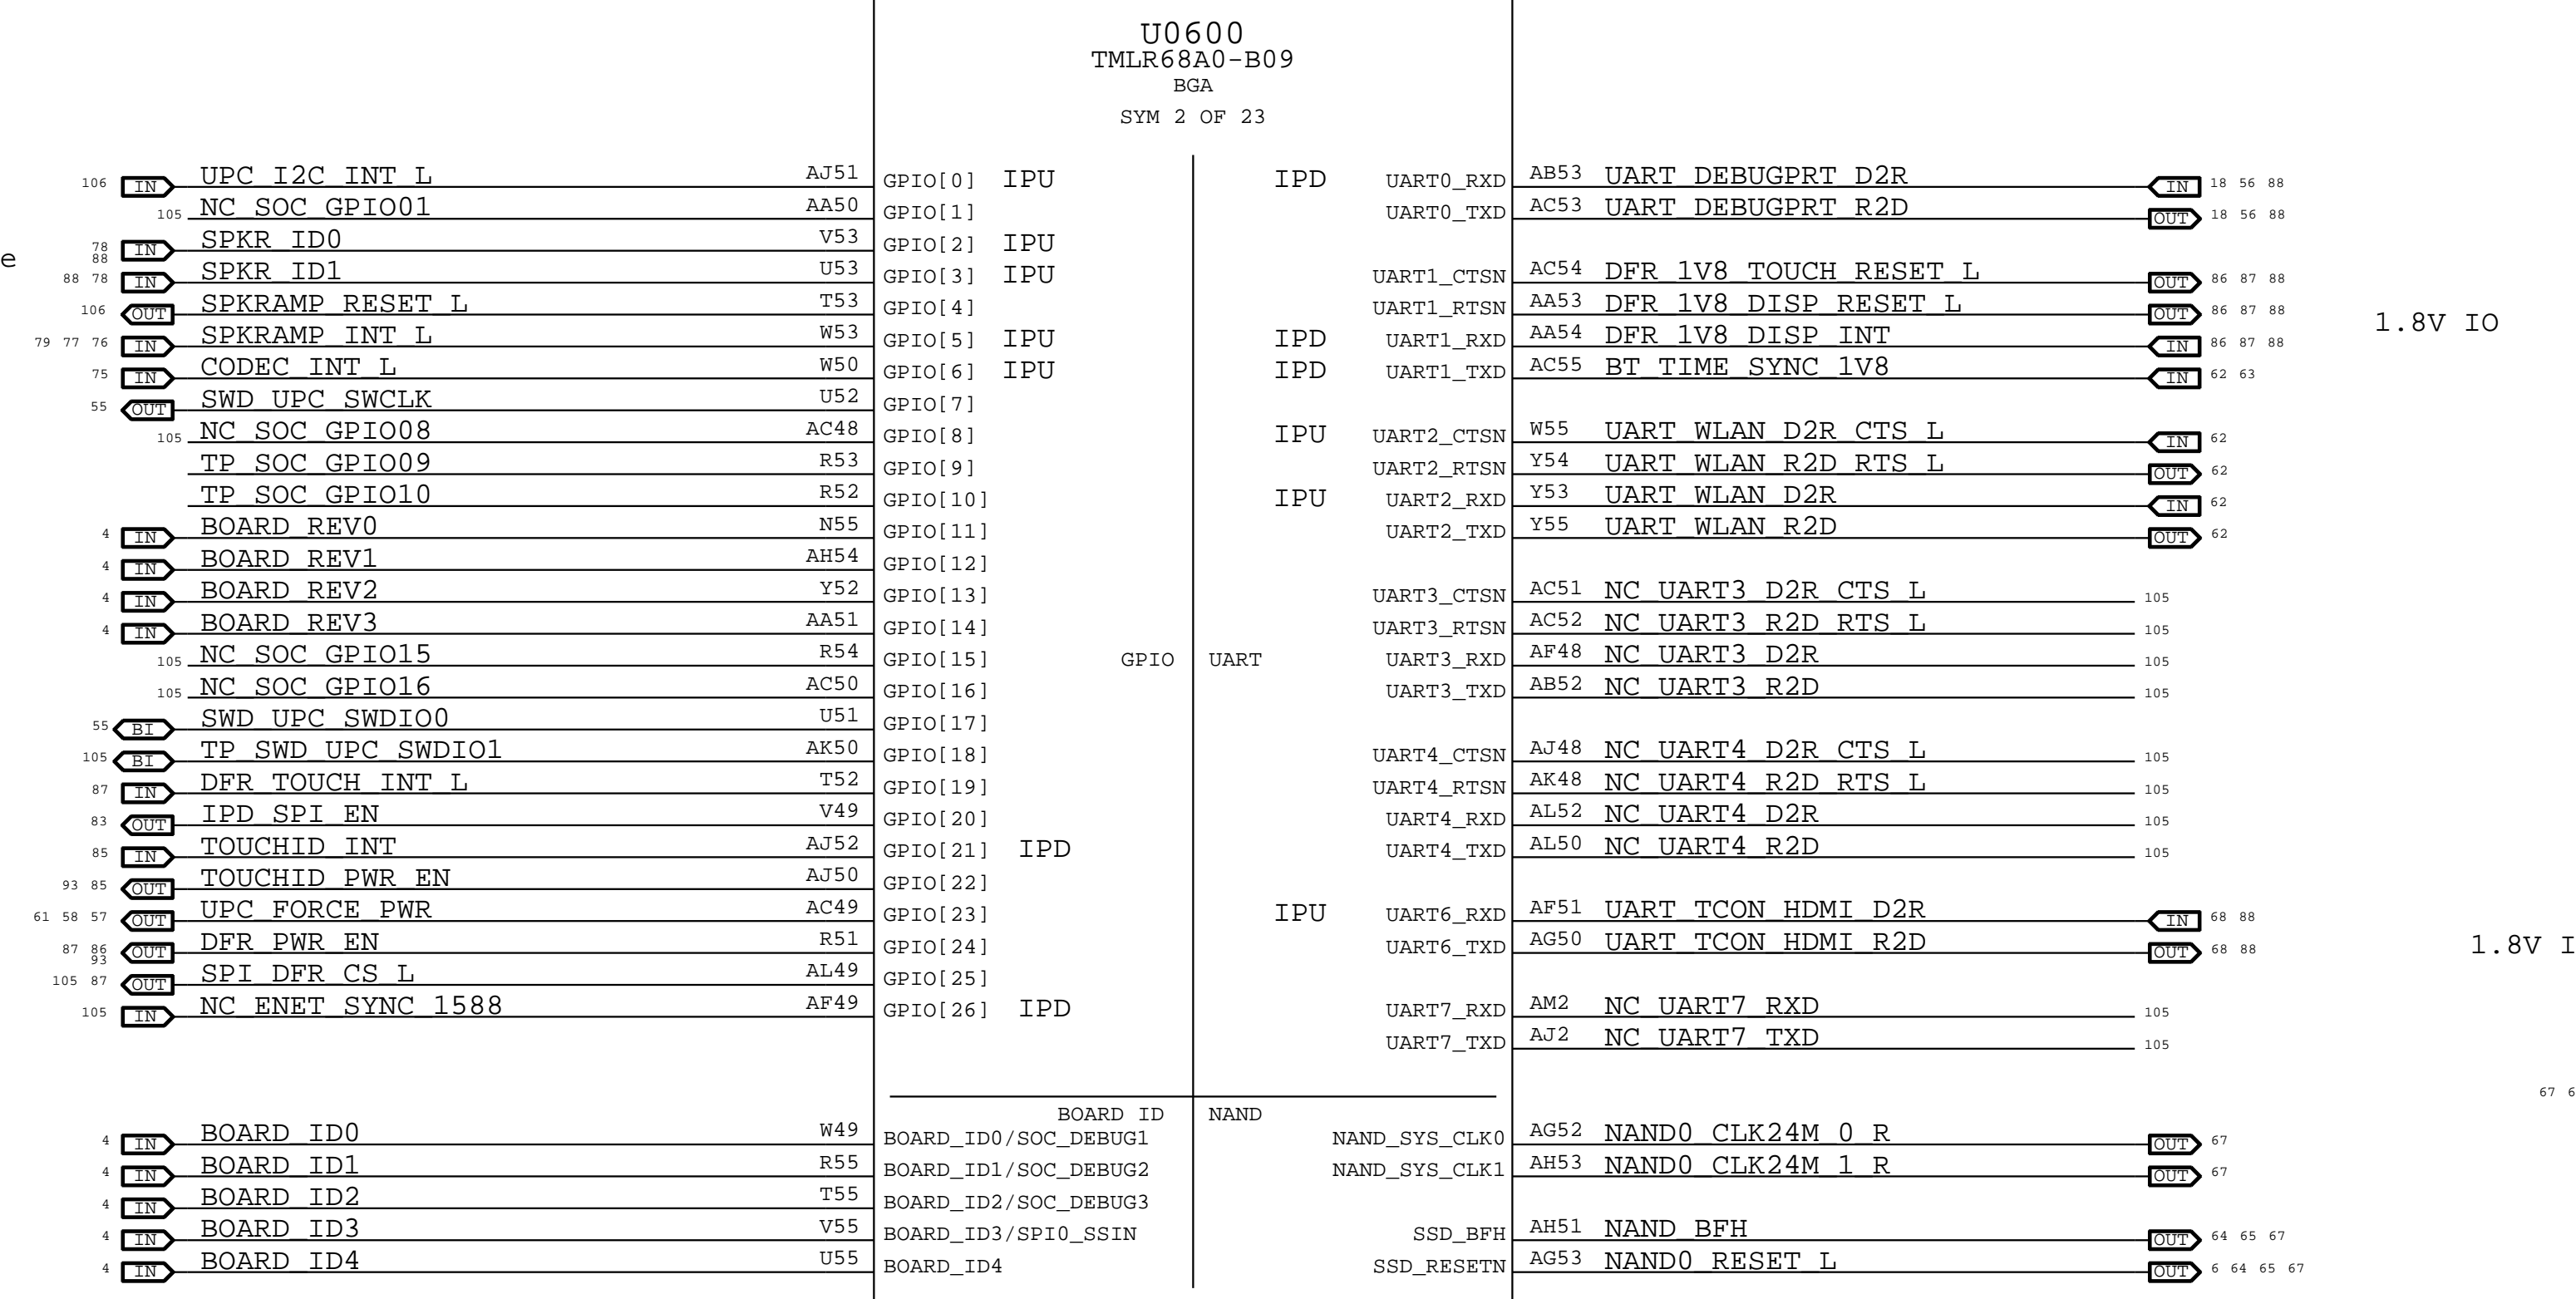 U0600
TMLR68A0-B09
BGA
SYM 2 OF 23
106 IN UPC_I2C_INT_L AJ51 GPIO[0] IPU IPD UART0_RXD AB53 UART_DEBUGPRT_D2R IN 18 56 88
105 NC_SOC_GPIO01 AA50 GPIO[1] UART0_TXD AC53 UART_DEBUGPRT_R2D OUT 18 56 88
78 88 IN SPKR_ID0 V53 GPIO[2] IPU
e
88 78 IN SPKR_ID1 U53 GPIO[3] IPU UART1_CTSN AC54 DFR_1V8_TOUCH_RESET_L OUT 86 87 88
106 OUT SPKRAMP_RESET_L T53 GPIO[4] UART1_RTSN AA53 DFR_1V8_DISP_RESET_L OUT 86 87 88
1.8V IO
79 77 76 IN SPKRAMP_INT_L W53 GPIO[5] IPU IPD UART1_RXD AA54 DFR_1V8_DISP_INT IN 86 87 88
75 IN CODEC_INT_L W50 GPIO[6] IPU IPD UART1_TXD AC55 BT_TIME_SYNC_1V8 IN 62 63
55 OUT SWD_UPC_SWCLK U52 GPIO[7]
105 NC_SOC_GPIO08 AC48 GPIO[8] IPU UART2_CTSN W55 UART_WLAN_D2R_CTS_L IN 62
TP_SOC_GPIO09 R53 GPIO[9] UART2_RTSN Y54 UART_WLAN_R2D_RTS_L OUT 62
TP_SOC_GPIO10 R52 GPIO[10] IPU UART2_RXD Y53 UART_WLAN_D2R IN 62
4 IN BOARD_REV0 N55 GPIO[11] UART2_TXD Y55 UART_WLAN_R2D OUT 62
4 IN BOARD_REV1 AH54 GPIO[12]
4 IN BOARD_REV2 Y52 GPIO[13] UART3_CTSN AC51 NC_UART3_D2R_CTS_L 105
4 IN BOARD_REV3 AA51 GPIO[14] UART3_RTSN AC52 NC_UART3_R2D_RTS_L 105
105 NC_SOC_GPIO15 R54 GPIO[15] GPIO UART UART3_RXD AF48 NC_UART3_D2R 105
105 NC_SOC_GPIO16 AC50 GPIO[16] UART3_TXD AB52 NC_UART3_R2D 105
55 BI SWD_UPC_SWDIO0 U51 GPIO[17]
105 BI TP_SWD_UPC_SWDIO1 AK50 GPIO[18] UART4_CTSN AJ48 NC_UART4_D2R_CTS_L 105
87 IN DFR_TOUCH_INT_L T52 GPIO[19] UART4_RTSN AK48 NC_UART4_R2D_RTS_L 105
83 OUT IPD_SPI_EN V49 GPIO[20] UART4_RXD AL52 NC_UART4_D2R 105
85 IN TOUCHID_INT AJ52 GPIO[21] IPD UART4_TXD AL50 NC_UART4_R2D 105
93 85 OUT TOUCHID_PWR_EN AJ50 GPIO[22]
61 58 57 OUT UPC_FORCE_PWR AC49 GPIO[23] IPU UART6_RXD AF51 UART_TCON_HDMI_D2R IN 68 88
87 86 93 OUT DFR_PWR_EN R51 GPIO[24] UART6_TXD AG50 UART_TCON_HDMI_R2D OUT 68 88 1.8V I
105 87 OUT SPI_DFR_CS_L AL49 GPIO[25]
105 IN NC_ENET_SYNC_1588 AF49 GPIO[26] IPD UART7_RXD AM2 NC_UART7_RXD 105
UART7_TXD AJ2 NC_UART7_TXD 105
67 6
BOARD ID NAND
4 IN BOARD_ID0 W49 BOARD_ID0/SOC_DEBUG1 NAND_SYS_CLK0 AG52 NAND0_CLK24M_0_R OUT 67
4 IN BOARD_ID1 R55 BOARD_ID1/SOC_DEBUG2 NAND_SYS_CLK1 AH53 NAND0_CLK24M_1_R OUT 67
4 IN BOARD_ID2 T55 BOARD_ID2/SOC_DEBUG3
4 IN BOARD_ID3 V55 BOARD_ID3/SPI0_SSIN SSD_BFH AH51 NAND_BFH OUT 64 65 67
4 IN BOARD_ID4 U55 BOARD_ID4 SSD_RESETN AG53 NAND0_RESET_L OUT 6 64 65 67